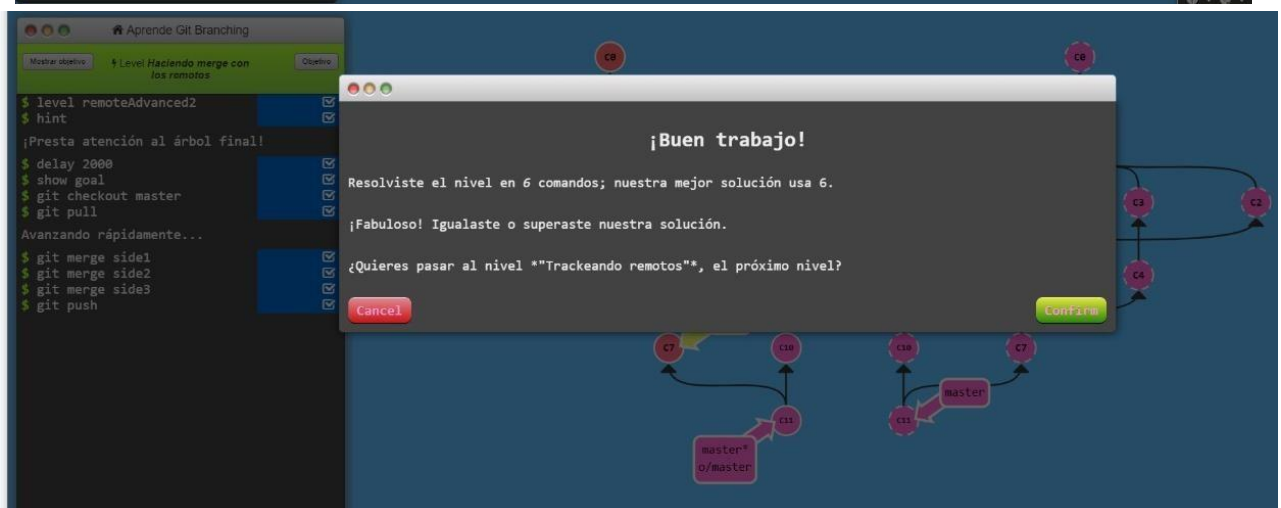 Aprende Git Branching
Mostrar objetivo
Level Haciendo merge con
los remotos
Objetivo
$ level remoteAdvanced2
$ hint
¡Presta atención al árbol final!
$ delay 2000
$ show goal
$ git checkout master
$ git pull
Avanzando rápidamente...
$ git merge side1
$ git merge side2
$ git merge side3
$ git push
¡Buen trabajo!
Resolviste el nivel en 6 comandos; nuestra mejor solución usa 6.
¡Fabuloso! Igualaste o superaste nuestra solución.
¿Quieres pasar al nivel *"Trackeando remotos"*, el próximo nivel?
Cancel
Confirm
C0
C0
C3
C2
C4
C7
C10
C10
C7
master
C11
C11
master*
o/master